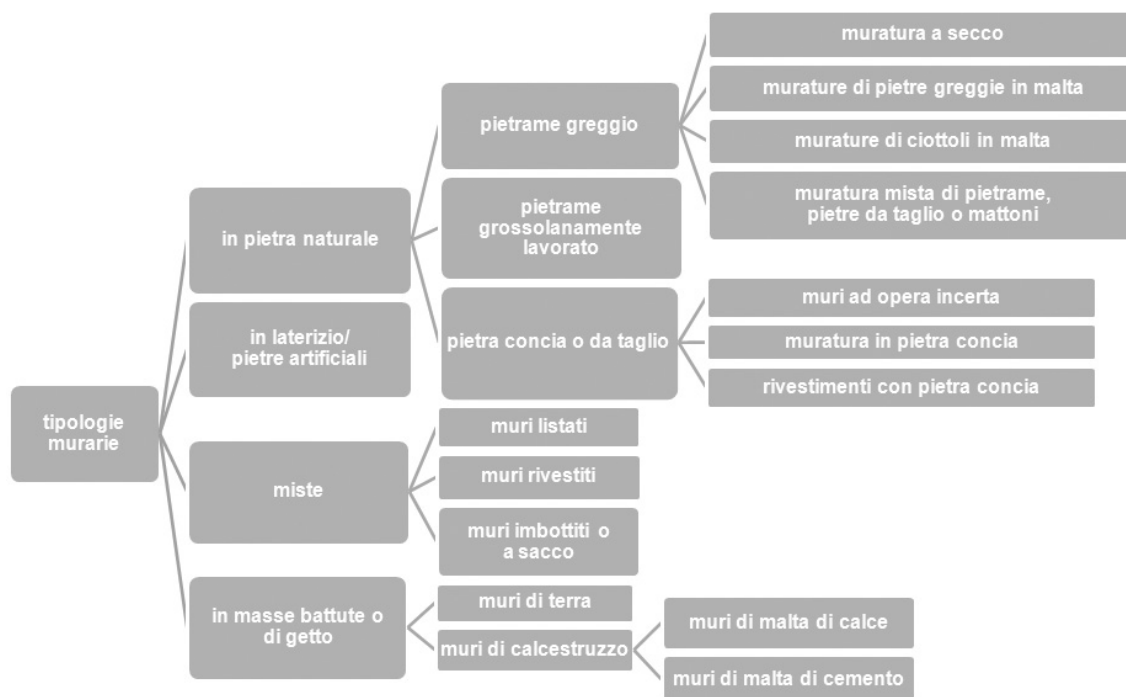 tipologie
murarie
in pietra naturale
pietrame greggio
muratura a secco
murature di pietre greggie in malta
murature di ciottoli in malta
muratura mista di pietrame,
pietre da taglio o mattoni
pietrame
grossolanamente
lavorato
pietra concia o da taglio
muri ad opera incerta
muratura in pietra concia
rivestimenti con pietra concia
in laterizio/
pietre artificiali
miste
muri listati
muri rivestiti
muri imbottiti o
a sacco
in masse battute o
di getto
muri di terra
muri di calcestruzzo
muri di malta di calce
muri di malta di cemento